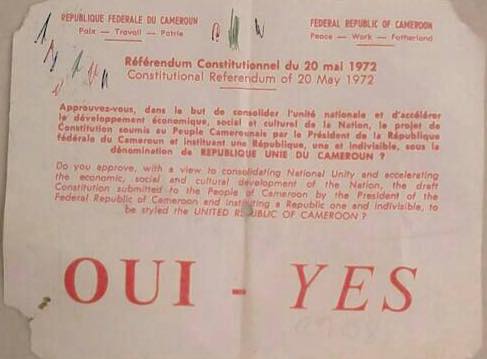 REPUBLIQUE FEDERALE DU CAMEROUN
Paix — Travail — Patrie
FEDERAL REPUBLIC OF CAMEROON
Peace — Work — Fatherland
Référendum Constitutionnel du 20 mai 1972
Constitutional Referendum of 20 May 1972
Approuvez-vous, dans le but de consolider l'unité nationale et d'accélérer
le développement économique, social et culturel de la Nation, le projet de
Constitution soumis au Peuple Camerounais par le Président de la République
fédérale du Cameroun et instituant une République, une et indivisible, sous la
dénomination de REPUBLIQUE UNIE DU CAMEROUN ?
Do you approve, with a view to consolidating National Unity and accelerating
the economic, social and cultural development of the Nation, the draft
Constitution submitted to the People of Cameroon by the President of the
Federal Republic of Cameroon and instituting a Republic one and indivisible, to
be styled the UNITED REPUBLIC OF CAMEROON ?
OUI - YES